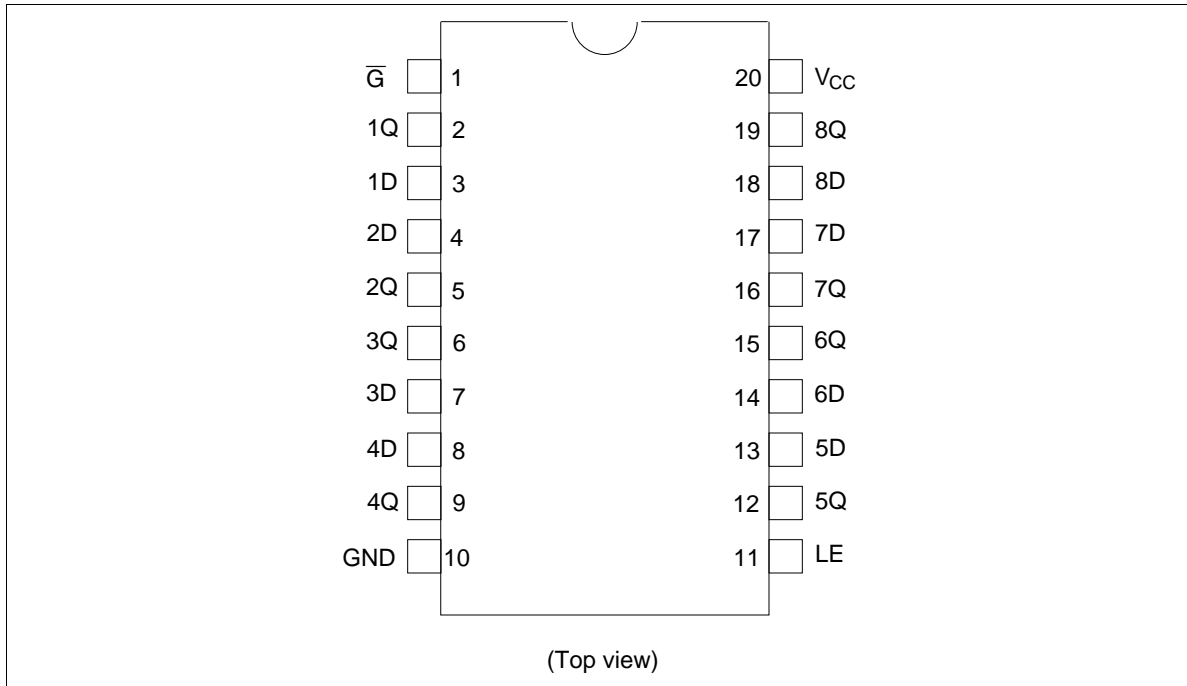 G̅ 1 20 VCC
1Q 2 19 8Q
1D 3 18 8D
2D 4 17 7D
2Q 5 16 7Q
3Q 6 15 6Q
3D 7 14 6D
4D 8 13 5D
4Q 9 12 5Q
GND 10 11 LE
(Top view)